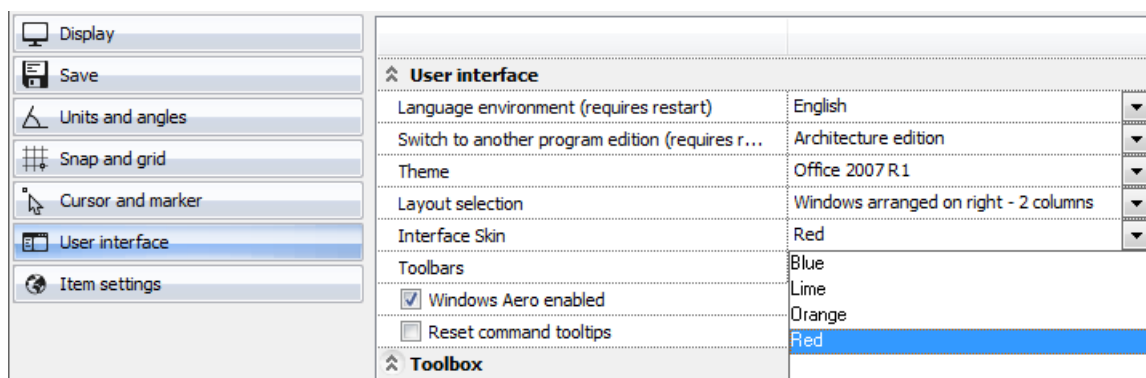 Display
Save
Units and angles
Snap and grid
Cursor and marker
User interface
Item settings
User interface
Language environment (requires restart) English
Switch to another program edition (requires r... Architecture edition
Theme Office 2007 R1
Layout selection Windows arranged on right - 2 columns
Interface Skin Red
Toolbars
Blue
Lime
Orange
Red
Windows Aero enabled
Reset command tooltips
Toolbox